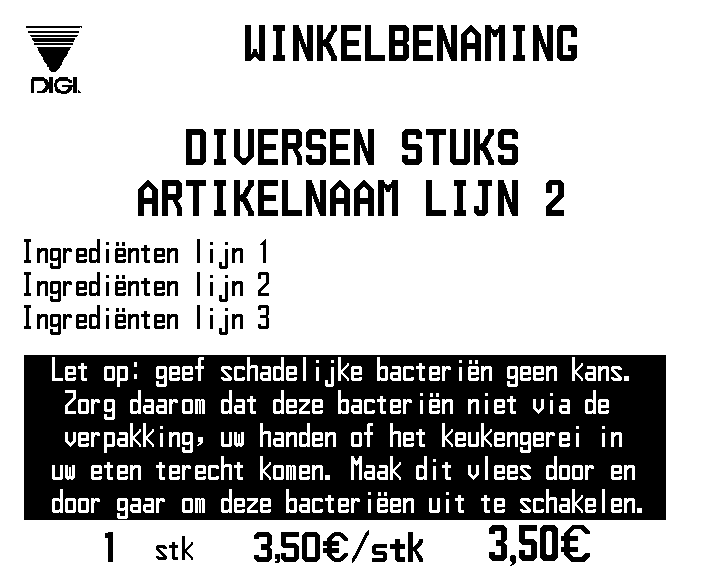 WINKELBENAMING
DIGI.
DIVERSEN STUKS
ARTIKELNAAM LIJN 2
Ingrediënten lijn 1
Ingrediënten lijn 2
Ingrediënten lijn 3
Let op: geef schadelijke bacteriën geen kans.
Zorg daarom dat deze bacteriën niet via de
verpakking, uw handen of het keukengerei in
uw eten terecht komen. Maak dit vlees door en
door gaar om deze bacteriëen uit te schakelen.
1 stk 3,50€/stk 3,50€